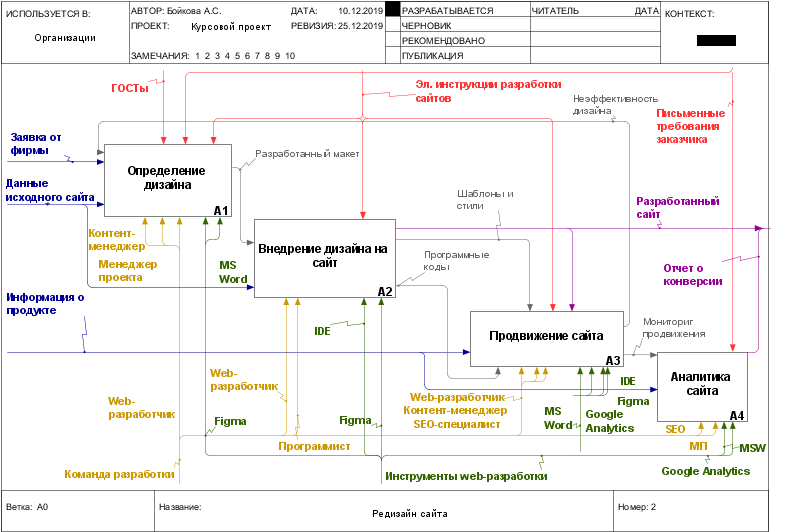 ИСПОЛЬЗУЕТСЯ В:
Организации
АВТОР: Бойкова А.С.
ДАТА: 10.12.2019
ПРОЕКТ: Курсовой проект
РЕВИЗИЯ: 25.12.2019
ЗАМЕЧАНИЯ: 1 2 3 4 5 6 7 8 9 10
РАЗРАБАТЫВАЕТСЯ
ЧЕРНОВИК
РЕКОМЕНДОВАНО
ПУБЛИКАЦИЯ
ЧИТАТЕЛЬ
ДАТА
КОНТЕКСТ:
ГОСТы
Эл. инструкции разработки
сайтов
Неэффективность
дизайна
Письменные
требования
заказчика
Заявка от
фирмы
Определение
дизайна
A1
Разработанный макет
Данные
исходного сайта
Шаблоны и
стили
Разработанный
сайт
Контент-
менеджер
Менеджер
проекта
MS
Word
Внедрение дизайна на
сайт
A2
Программные
коды
Отчет о
конверсии
Информация о
продукте
IDE
Продвижение сайта
A3
Мониториг
продвижения
Аналитика
сайта
A4
Web-
разработчик
Web-
разработчик
Figma
Figma
Web-разработчик
Контент-менеджер
SEO-специалист
MS
Word
Google
Analytics
IDE
Figma
SEO
МП
MSW
Программист
Команда разработки
Инструменты web-разработки
Google Analytics
Ветка: A0
Название:
Редизайн сайта
Номер: 2